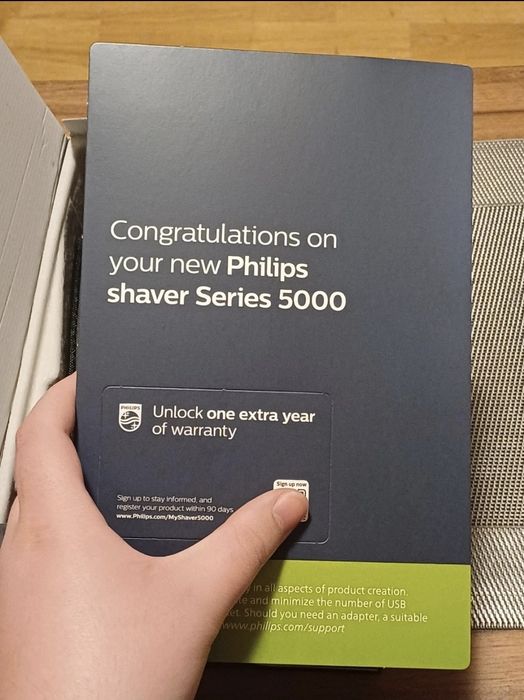 Congratulations on
your new Philips
shaver Series 5000
PHILIPS
Unlock one extra year
of warranty
Sign up now
Sign up to stay informed, and
register your product within 90 days
www.Philips.com/MyShaver5000
in all aspects of product creation.
and minimize the number of USB
Should you need an adapter, a suitable
www.philips.com/support